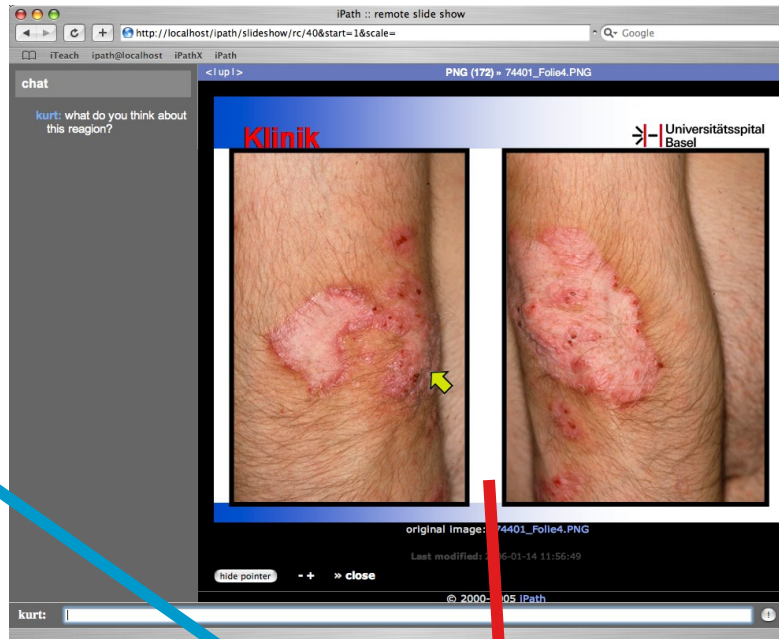 iPath :: remote slide show
http://localhost/ipath/slideshow/rc/40&start=1&scale=
Google
iTeach ipath@localhost iPathX iPath
chat
kurt: what do you think about
this reagion?
<|up|>
PNG (172) » 74401_Folie4.PNG
Klinik
Universitätsspital
Basel
original image: 74401_Folie4.PNG
Last modified: 06-01-14 11:56:49
hide pointer - + » close
© 2000- 05 iPath
kurt: